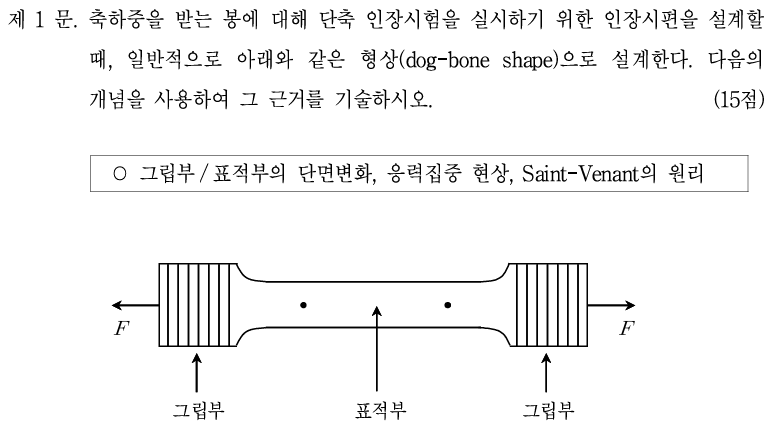 제 1 문. 축하중을 받는 봉에 대해 단축 인장시험을 실시하기 위한 인장시편을 설계할
때, 일반적으로 아래와 같은 형상(dog-bone shape)으로 설계한다. 다음의
개념을 사용하여 그 근거를 기술하시오. (15점)
○ 그립부 / 표적부의 단면변화, 응력집중 현상, Saint-Venant의 원리
F F
그립부 표적부 그립부